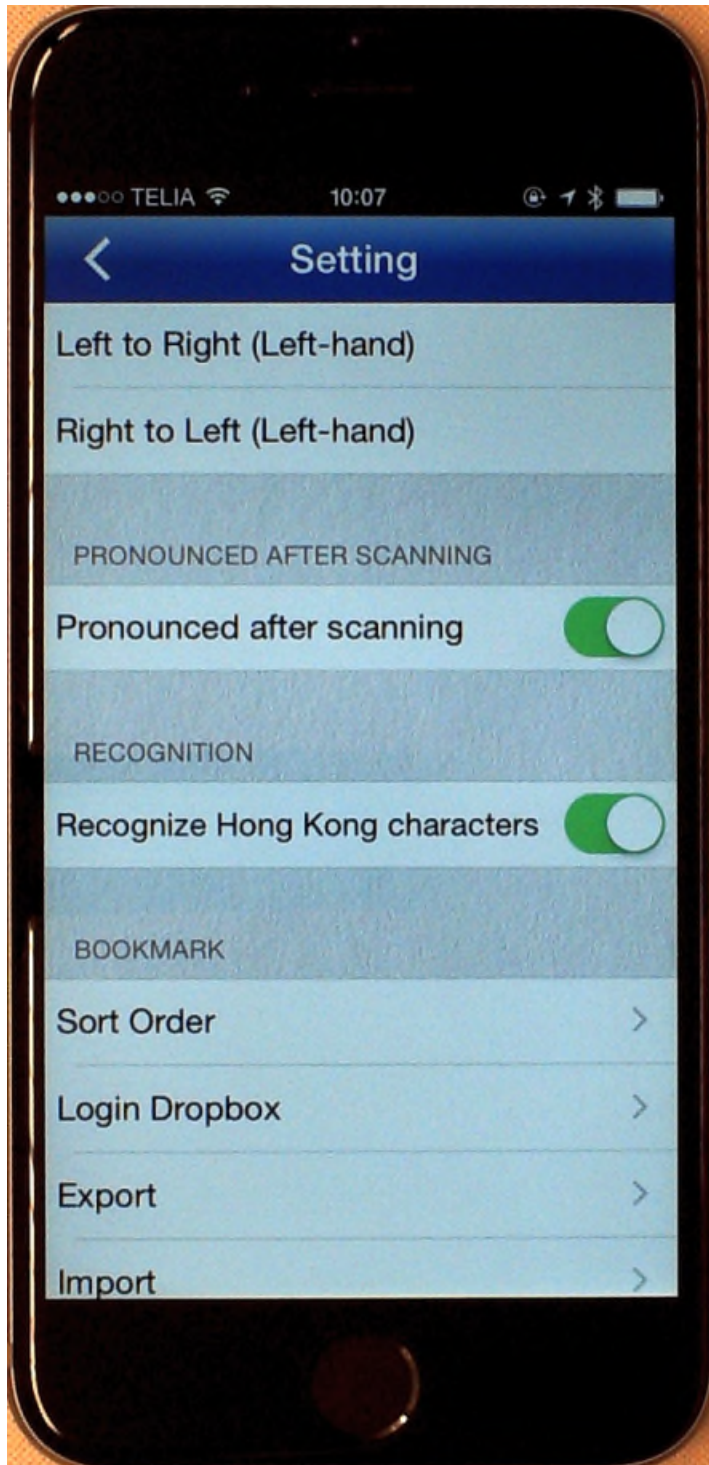 TELIA 10:07
Setting
Left to Right (Left-hand)
Right to Left (Left-hand)
PRONOUNCED AFTER SCANNING
Pronounced after scanning
RECOGNITION
Recognize Hong Kong characters
BOOKMARK
Sort Order
Login Dropbox
Export
Import